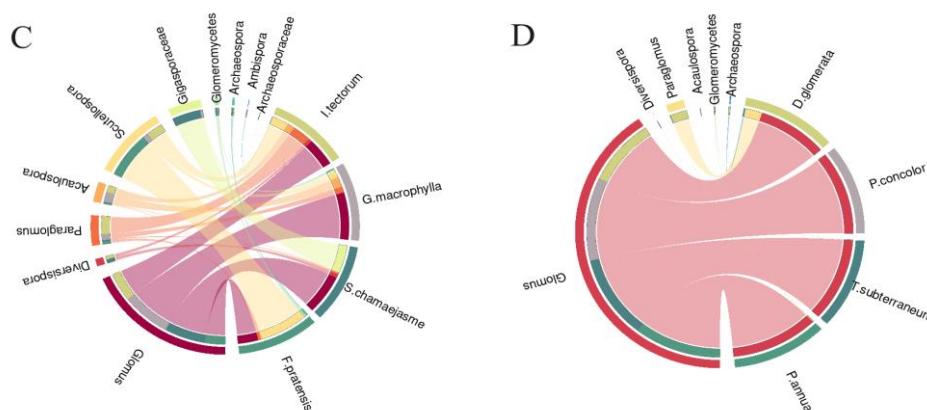 C
Scutellospora
Gigasporaceae
Glomeromycetes
Archaeospora
Ambispora
Archaeosporaceae
I.tectorum
G.macrophylla
S.chamaejasme
F.pratensis
Glomus
Diversispora
Paraglomus
Acaulospora
D
Diversispora
Paraglomus
Acaulospora
Glomeromycetes
Archaeospora
D.glomerata
P.concolor
T.subterraneum
P.annua
Glomus